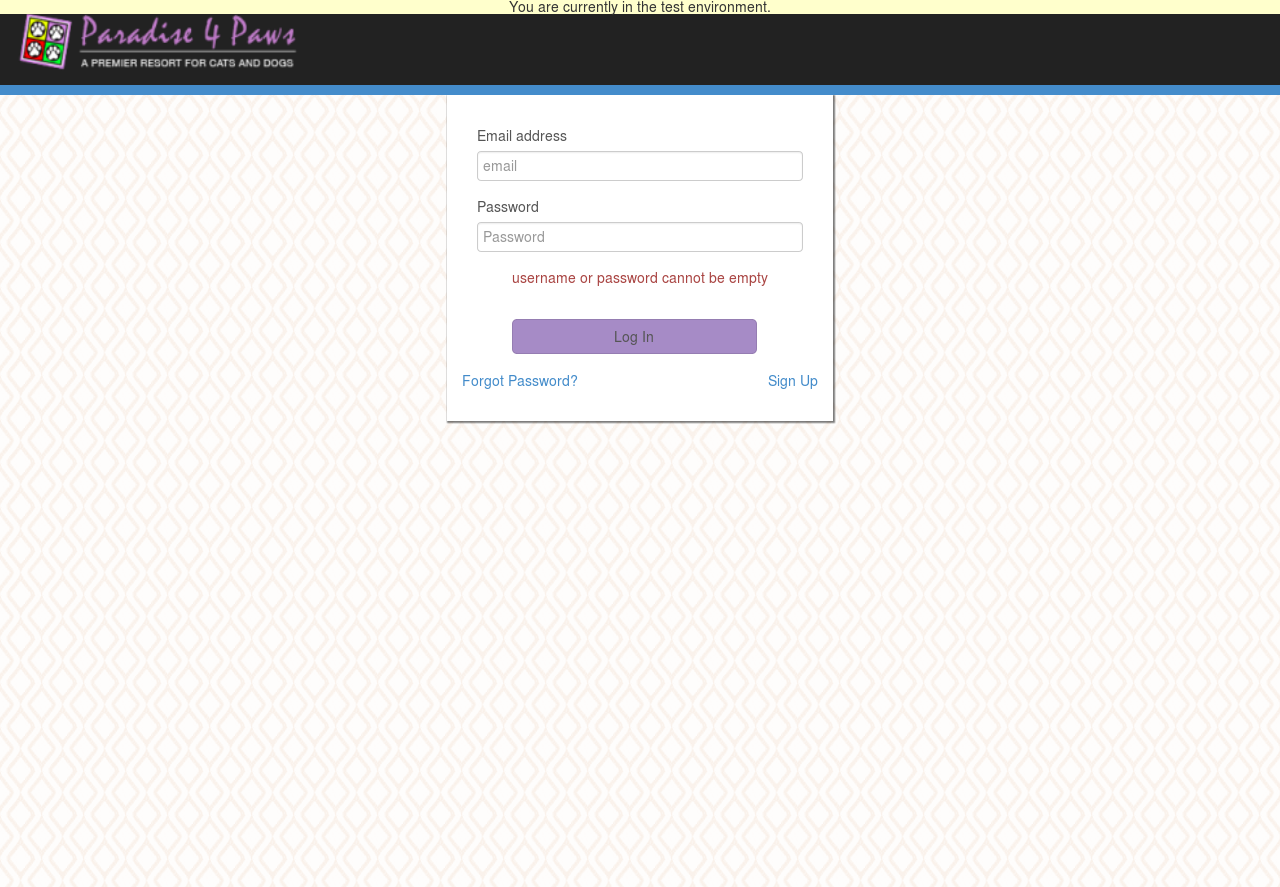 You are currently in the test environment.
Paradise 4 Paws
A PREMIER RESORT FOR CATS AND DOGS
Email address
email
Password
Password
username or password cannot be empty
Log In
Forgot Password?
Sign Up